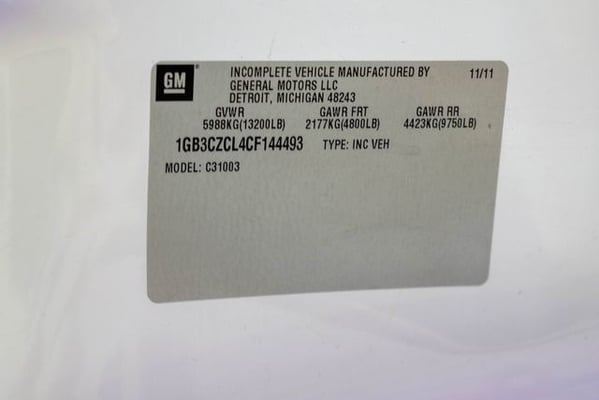 GM
INCOMPLETE VEHICLE MANUFACTURED BY 11/11
GENERAL MOTORS LLC
DETROIT, MICHIGAN 48243
GVWR GAWR FRT GAWR RR
5988KG(13200LB) 2177KG(4800LB) 4423KG(9750LB)
1GB3CZCL4CF144493 TYPE: INC VEH
MODEL: C31003